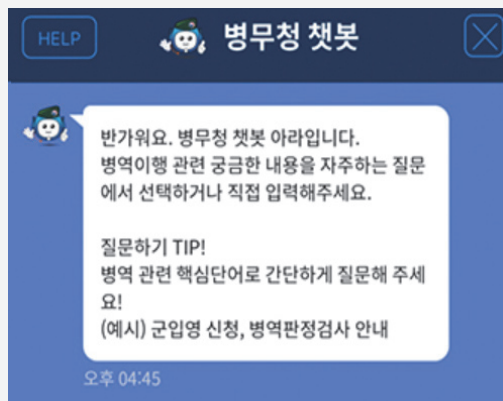 HELP
병무청 챗봇
반가워요. 병무청 챗봇 아라입니다.
병역이행 관련 궁금한 내용을 자주하는 질문
에서 선택하거나 직접 입력해주세요.
질문하기 TIP!
병역 관련 핵심단어로 간단하게 질문해 주세
요!
(예시) 군입영 신청, 병역판정검사 안내
오후 04:45